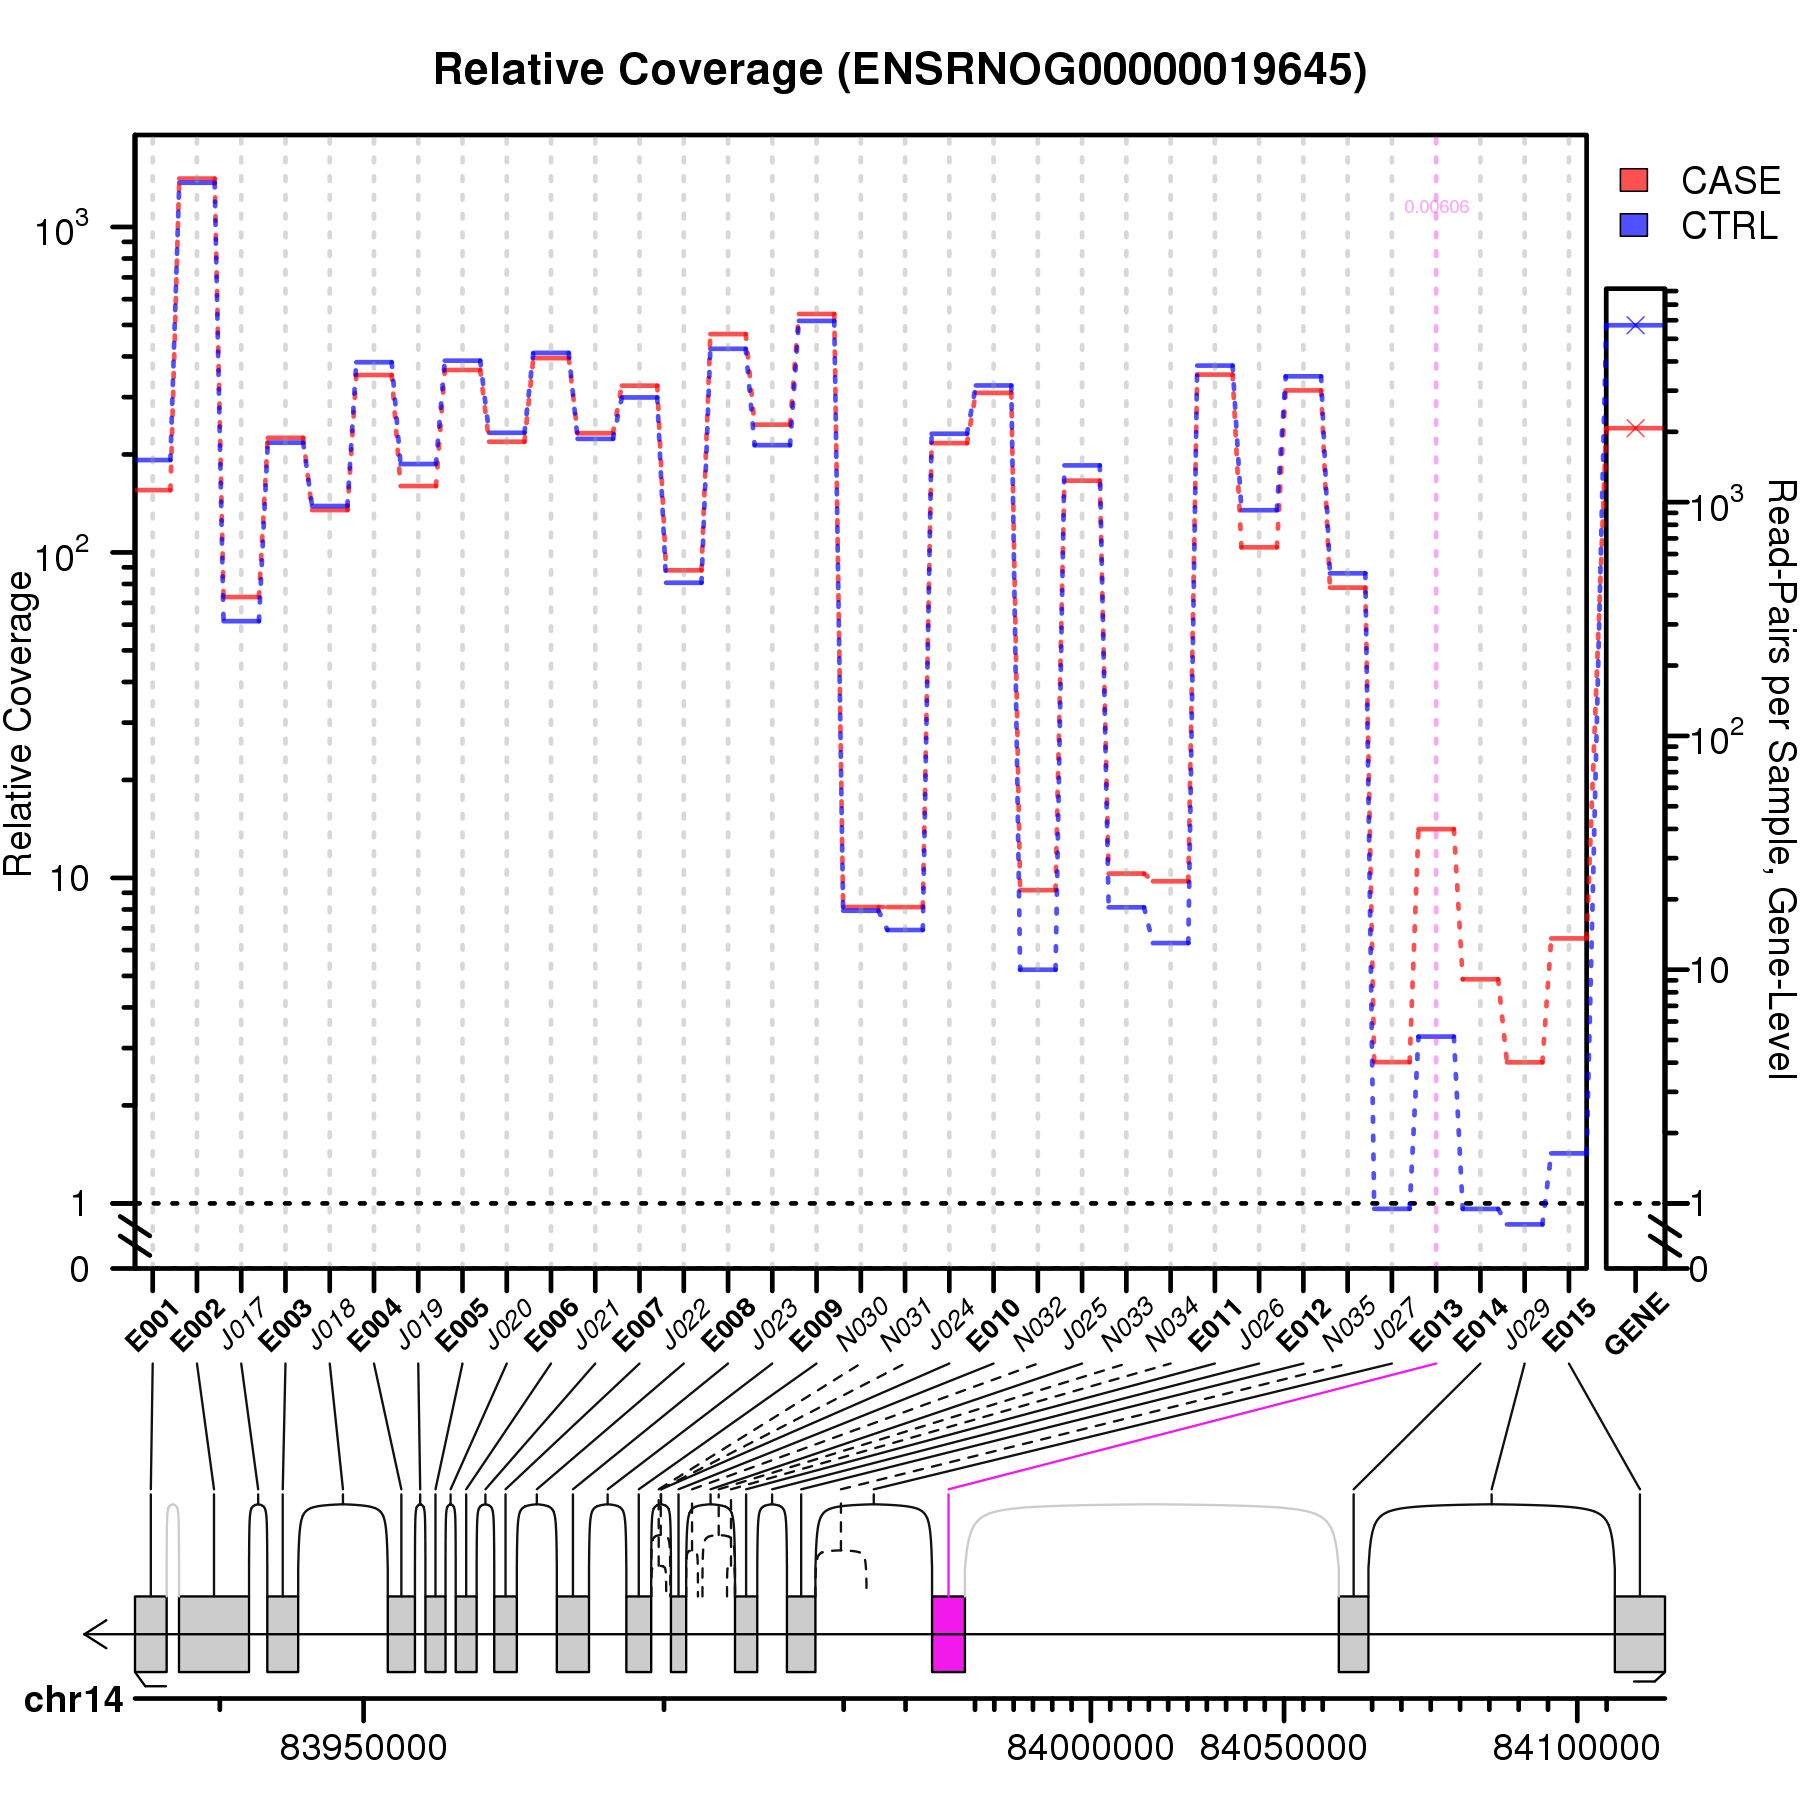 Relative Coverage (ENSRNOG00000019645)
CASE
CTRL
0.00606
10³
10²
10
1
0
Relative Coverage
10³
10²
10
1
0
Read-Pairs per Sample, Gene-Level
E001 E002 J017 E003 J018 E004 J019 E005 J020 E006 J021 E007 J022 E008 J023 E009 N030 N031 J024 E010 N032 J025 N033 N034 E011 J026 E012 N035 J027 E013 E014 J029 E015 GENE
chr14
83950000 84000000 84050000 84100000